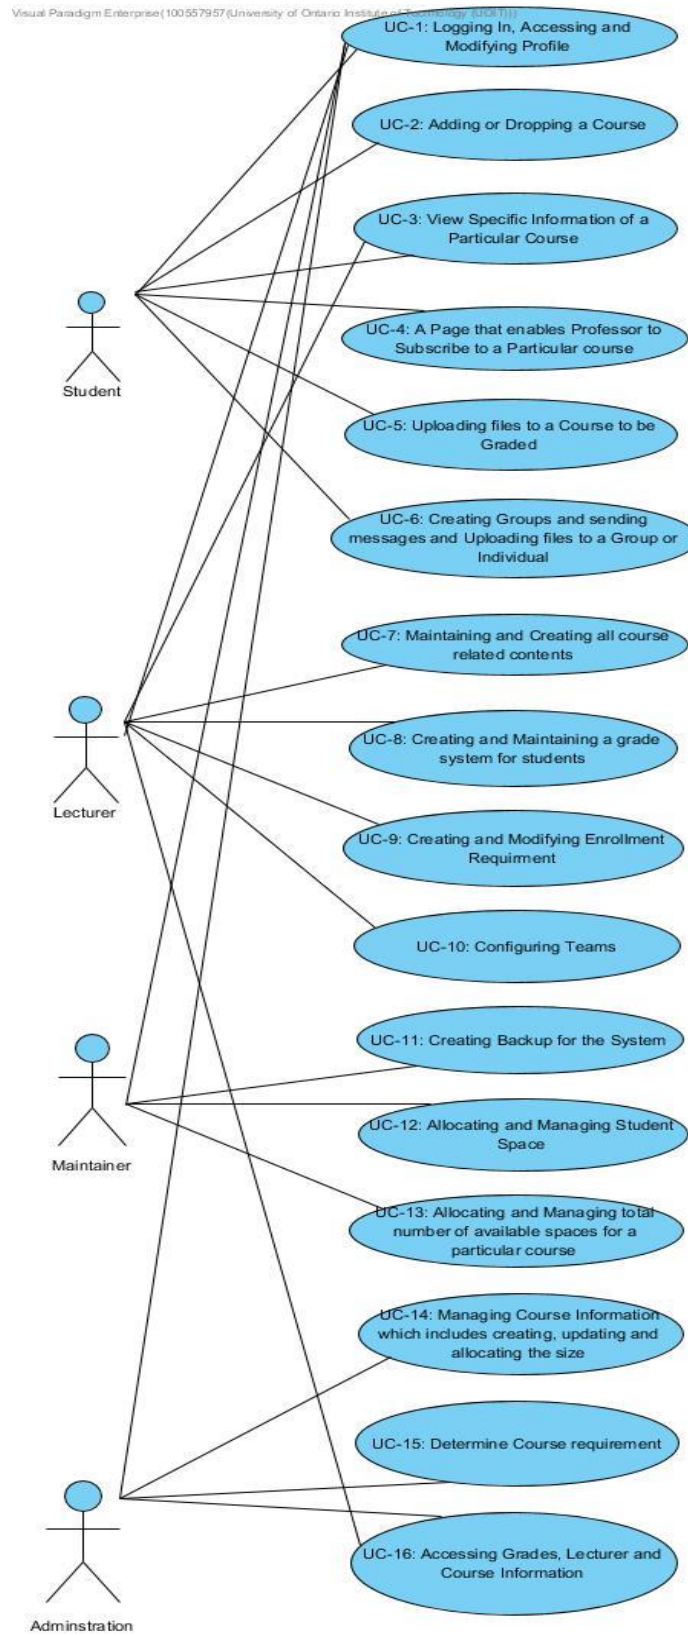 Visual Paradigm Enterprise(100557957(University of Ontario Institute of Technology (UOIT)))
UC-1: Logging In, Accessing and
Modifying Profile
UC-2: Adding or Dropping a Course
UC-3: View Specific Information of a
Particular Course
UC-4: A Page that enables Professor to
Subscribe to a Particular course
Student
UC-5: Uploading files to a Course to be
Graded
UC-6: Creating Groups and sending
messages and Uploading files to a Group or
Individual
UC-7: Maintaining and Creating all course
related contents
UC-8: Creating and Maintaining a grade
system for students
Lecturer
UC-9: Creating and Modifying Enrollment
Requirment
UC-10: Configuring Teams
UC-11: Creating Backup for the System
UC-12: Allocating and Managing Student
Space
Maintainer
UC-13: Allocating and Managing total
number of available spaces for a
particular course
UC-14: Managing Course Information
which includes creating, updating and
allocating the size
UC-15: Determine Course requirement
UC-16: Accessing Grades, Lecturer and
Course Information
Adminstration